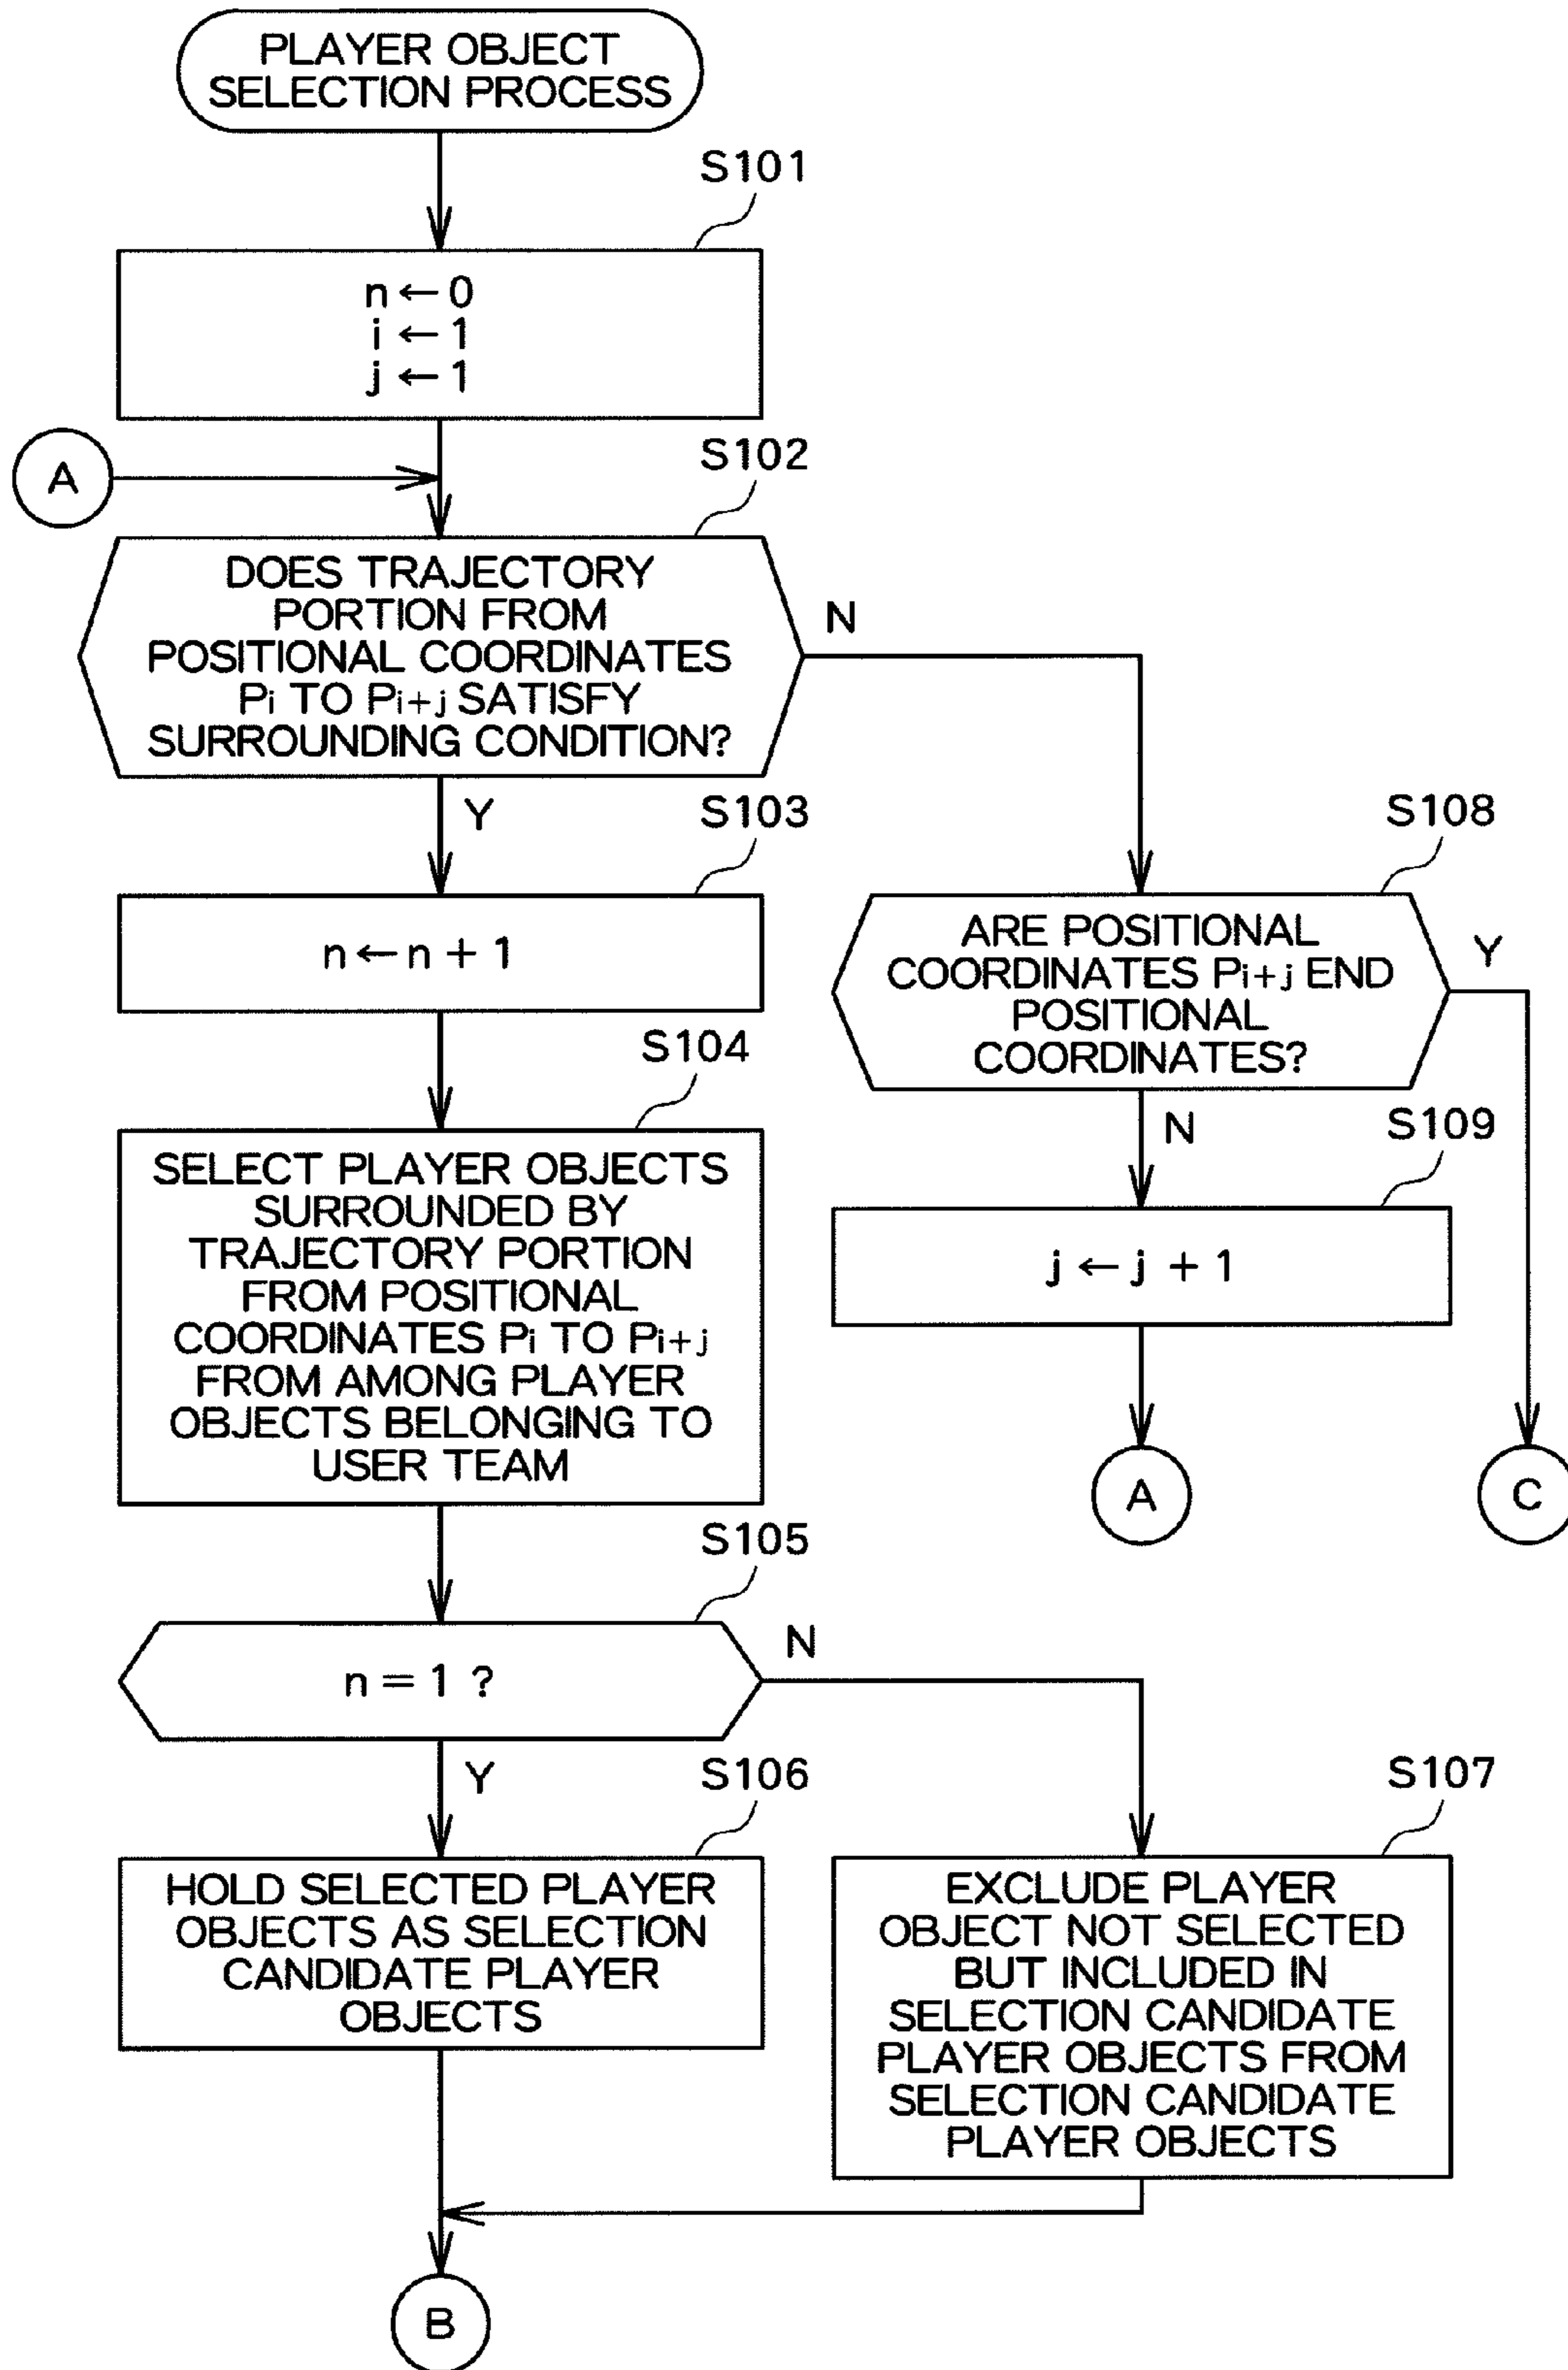 PLAYER OBJECT
SELECTION PROCESS
S101
n ← 0
i ← 1
j ← 1
A
S102
DOES TRAJECTORY
PORTION FROM
POSITIONAL COORDINATES
Pi TO Pi+j SATISFY
SURROUNDING CONDITION?
N
Y
S103
n ← n + 1
S108
ARE POSITIONAL
COORDINATES Pi+j END
POSITIONAL
COORDINATES?
Y
N
S104
SELECT PLAYER OBJECTS
SURROUNDED BY
TRAJECTORY PORTION
FROM POSITIONAL
COORDINATES Pi TO Pi+j
FROM AMONG PLAYER
OBJECTS BELONGING TO
USER TEAM
S109
j ← j + 1
A
C
S105
n = 1 ?
N
Y
S106
HOLD SELECTED PLAYER
OBJECTS AS SELECTION
CANDIDATE PLAYER
OBJECTS
S107
EXCLUDE PLAYER
OBJECT NOT SELECTED
BUT INCLUDED IN
SELECTION CANDIDATE
PLAYER OBJECTS FROM
SELECTION CANDIDATE
PLAYER OBJECTS
B